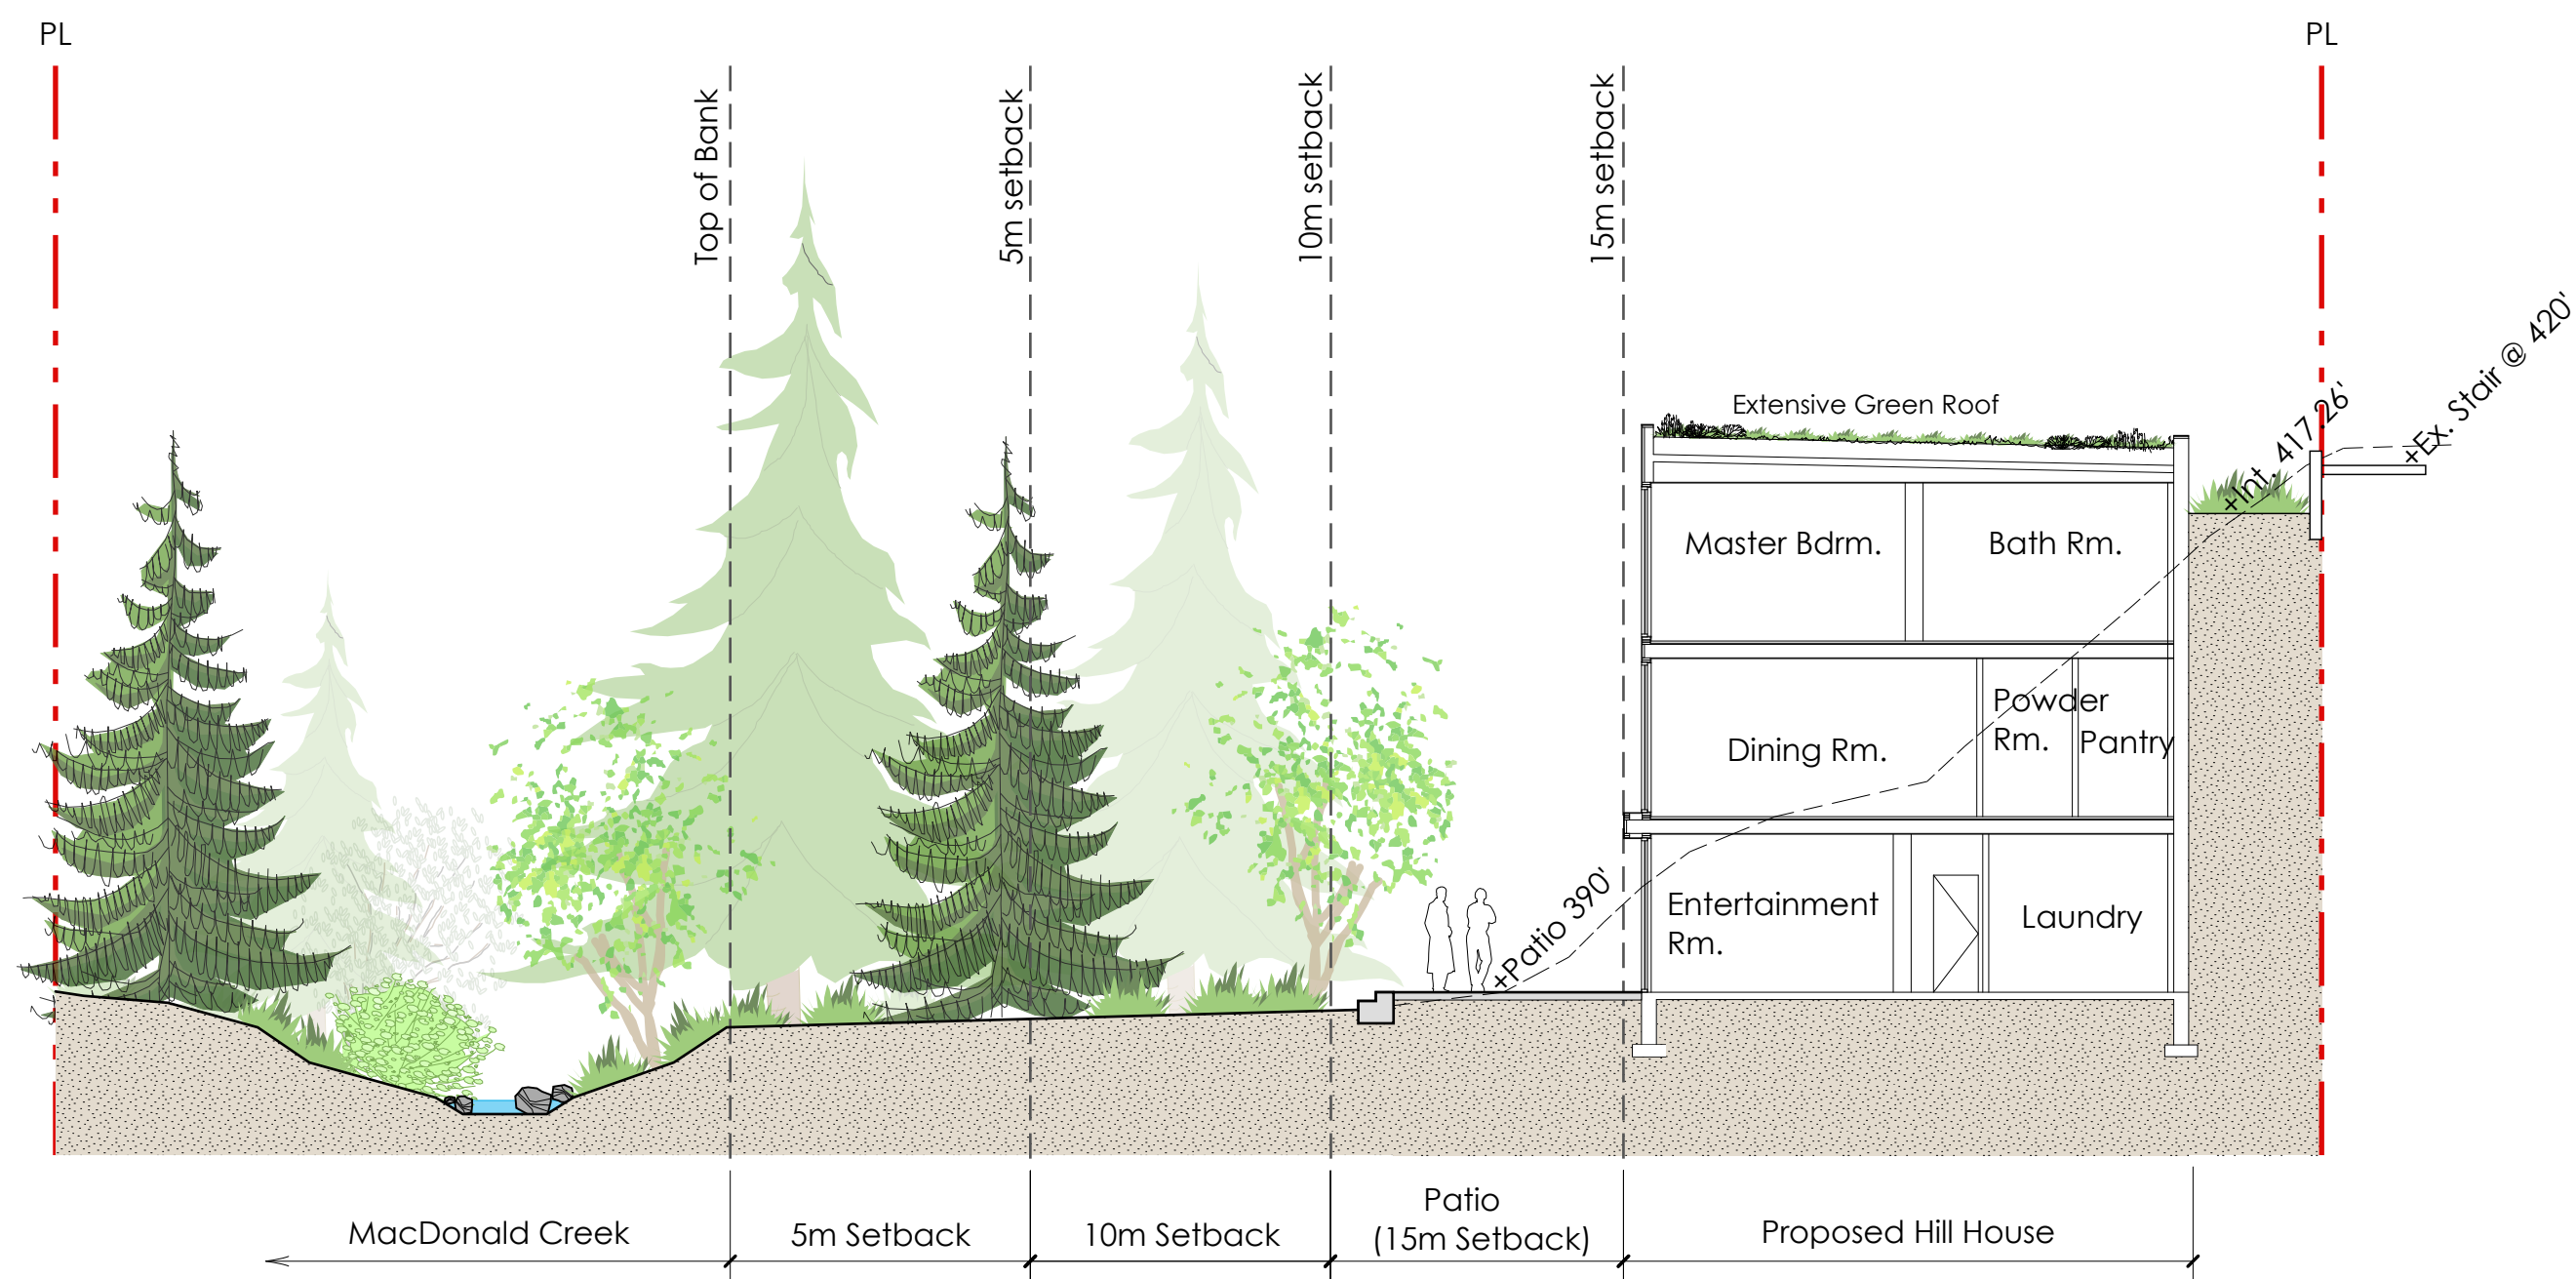 PL
PL
Top of Bank
5m setback
10m setback
15m setback
Extensive Green Roof
+Int. 417.26'
+Ex. Stair @ 420'
Master Bdrm.
Bath Rm.
Dining Rm.
Powder
Rm.
Pantry
Entertainment
Rm.
Laundry
+Patio 390'
MacDonald Creek
5m Setback
10m Setback
Patio
(15m Setback)
Proposed Hill House